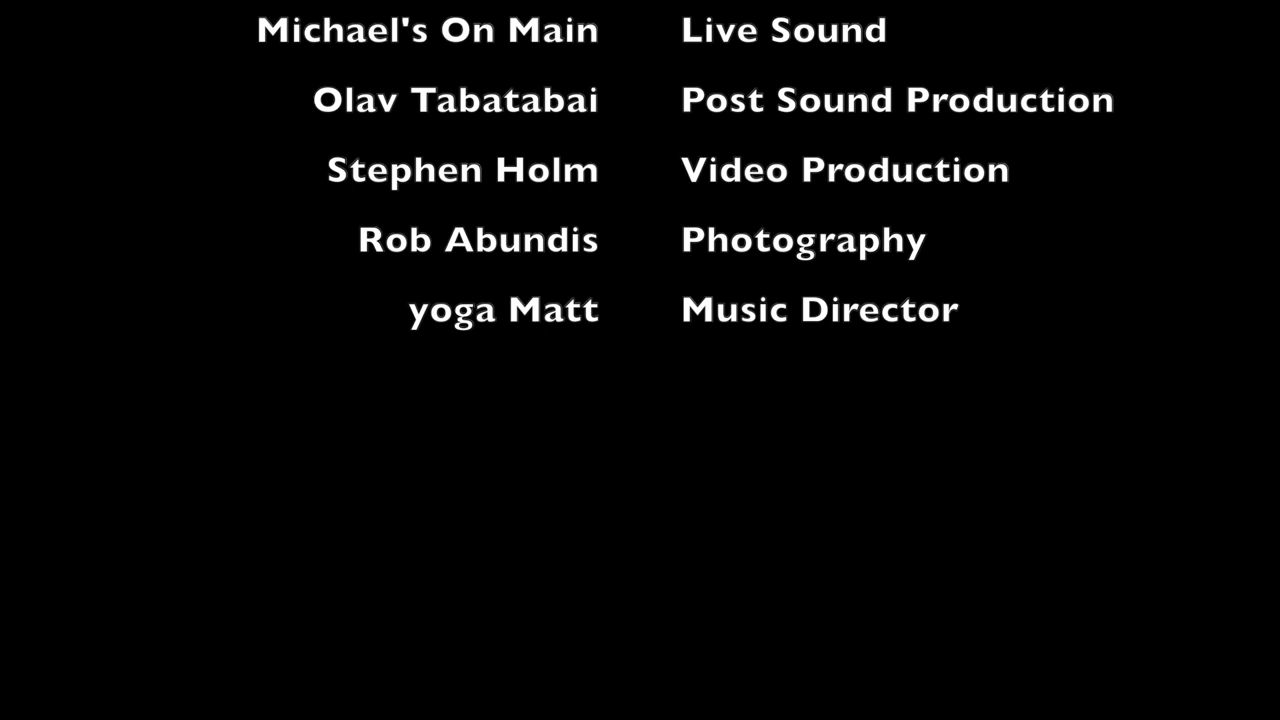 Michael's On Main Live Sound
Olav Tabatabai Post Sound Production
Stephen Holm Video Production
Rob Abundis Photography
yoga Matt Music Director